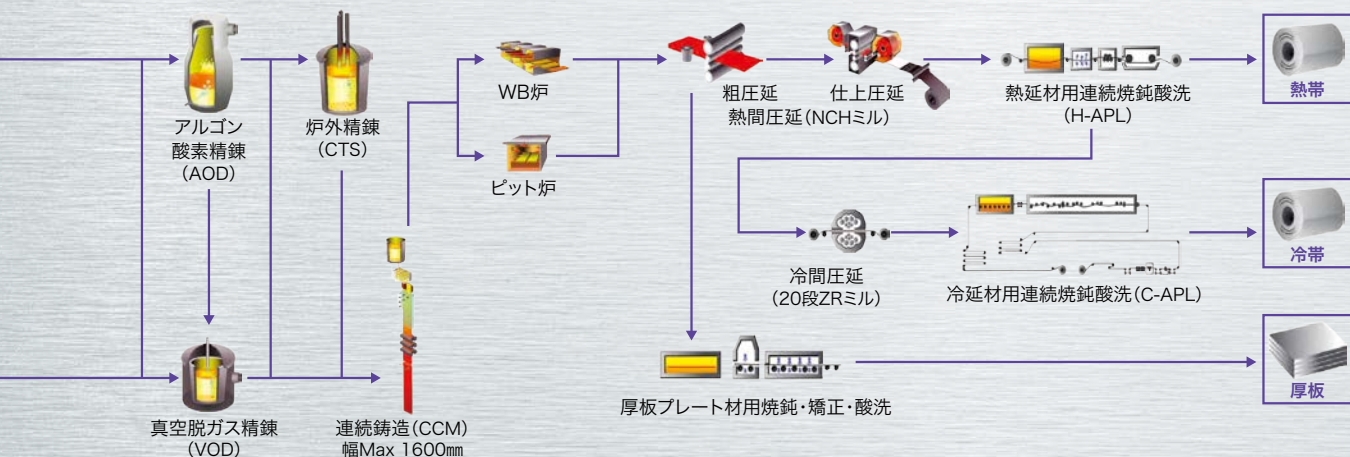 アルゴン
酸素精錬
(AOD)
炉外精錬
(CTS)
WB炉
ピット炉
粗圧延
仕上圧延
熱間圧延(NCHミル)
熱延材用連続焼鈍酸洗
(H-APL)
熱帯
冷間圧延
(20段ZRミル)
冷延材用連続焼鈍酸洗(C-APL)
冷帯
厚板プレート材用焼鈍・矯正・酸洗
厚板
真空脱ガス精錬
(VOD)
連続鋳造(CCM)
幅Max 1600㎜